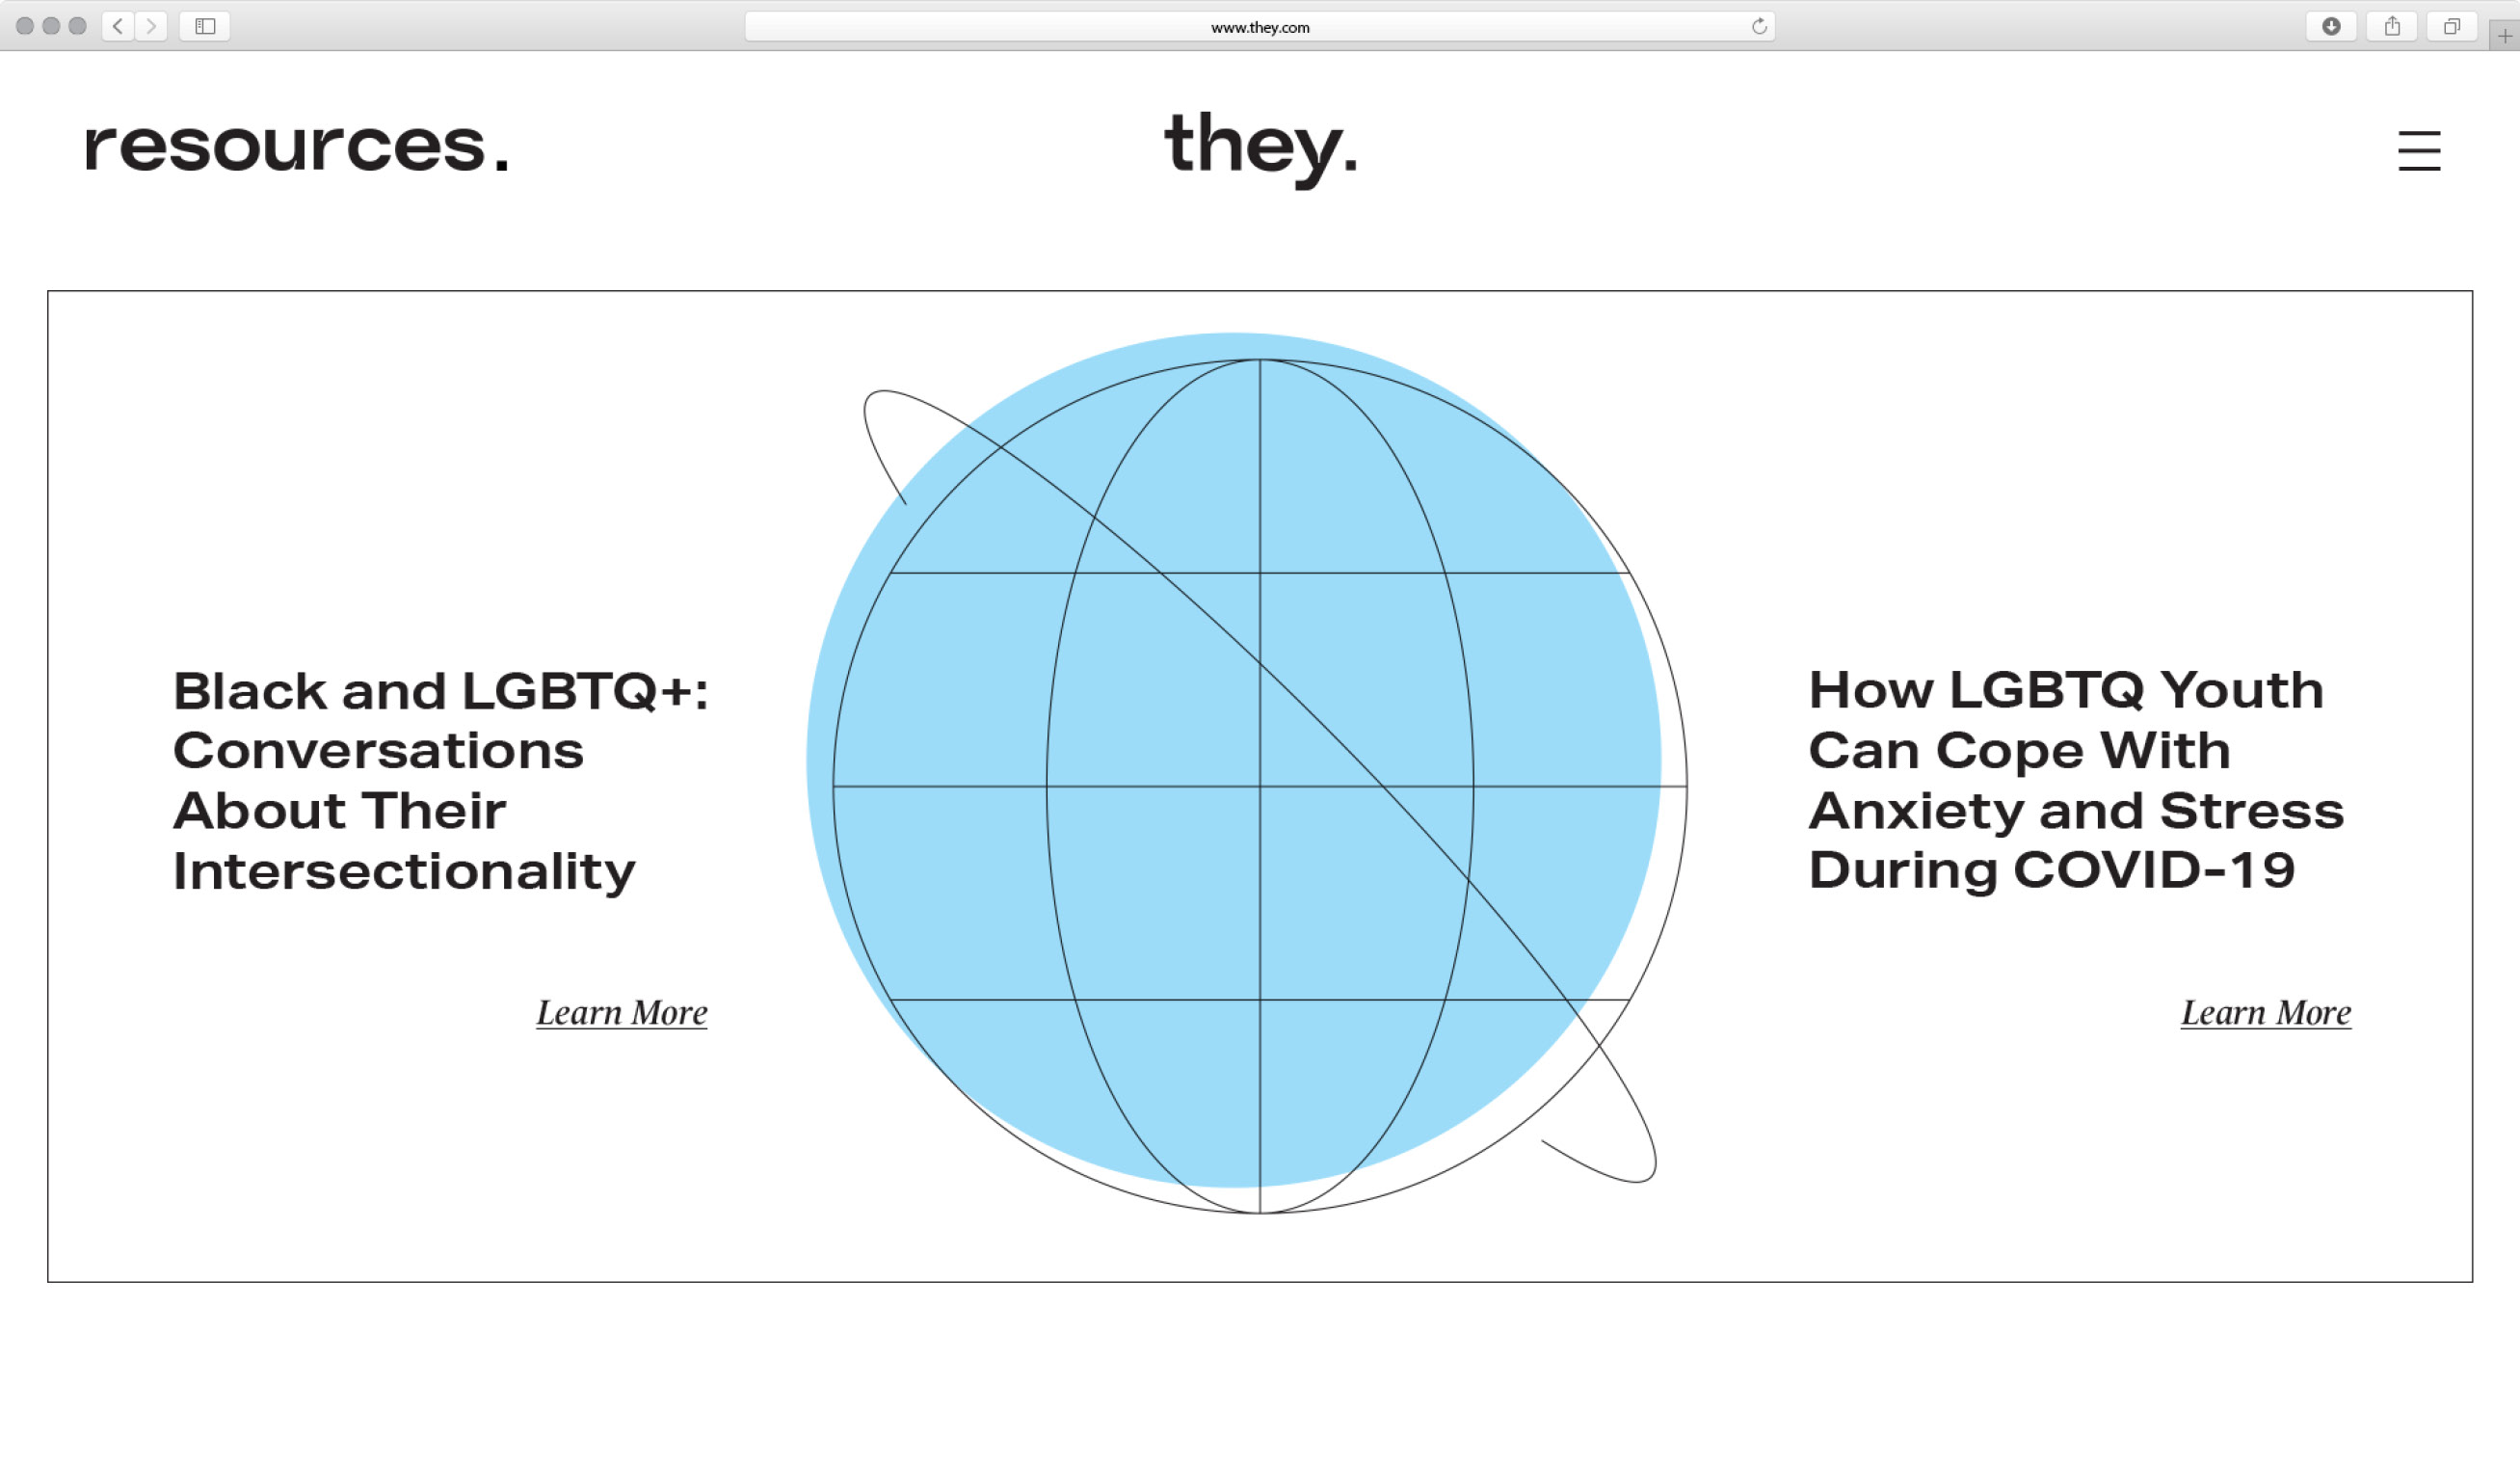 www.they.com
resources.
they.
Black and LGBTQ+:
Conversations
About Their
Intersectionality
Learn More
How LGBTQ Youth
Can Cope With
Anxiety and Stress
During COVID-19
Learn More